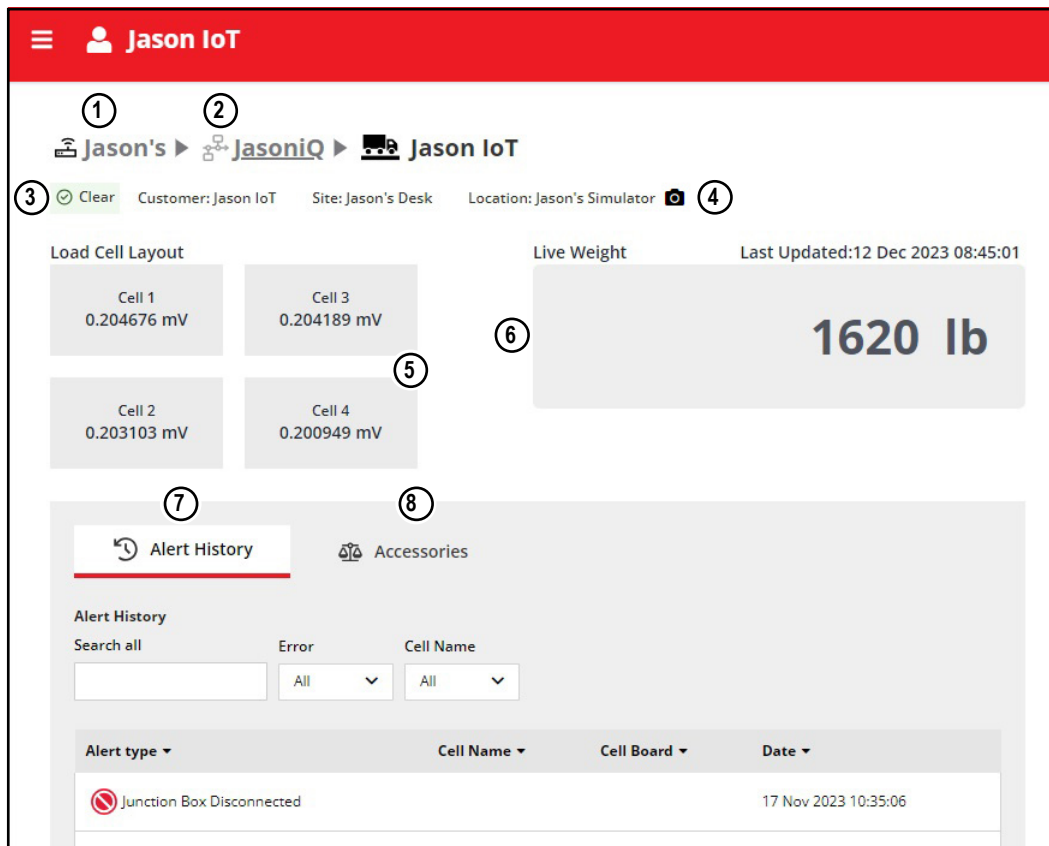 Jason IoT
1 2
Jason's JasoniQ Jason IoT
3 Clear Customer: Jason IoT Site: Jason's Desk Location: Jason's Simulator 4
Load Cell Layout Live Weight Last Updated:12 Dec 2023 08:45:01
Cell 1
0.204676 mV
Cell 3
0.204189 mV
5
Cell 2
0.203103 mV
Cell 4
0.200949 mV
6
1620 lb
7 8
Alert History Accessories
Alert History
Search all Error Cell Name
All All
Alert type Cell Name Cell Board Date
Junction Box Disconnected 17 Nov 2023 10:35:06